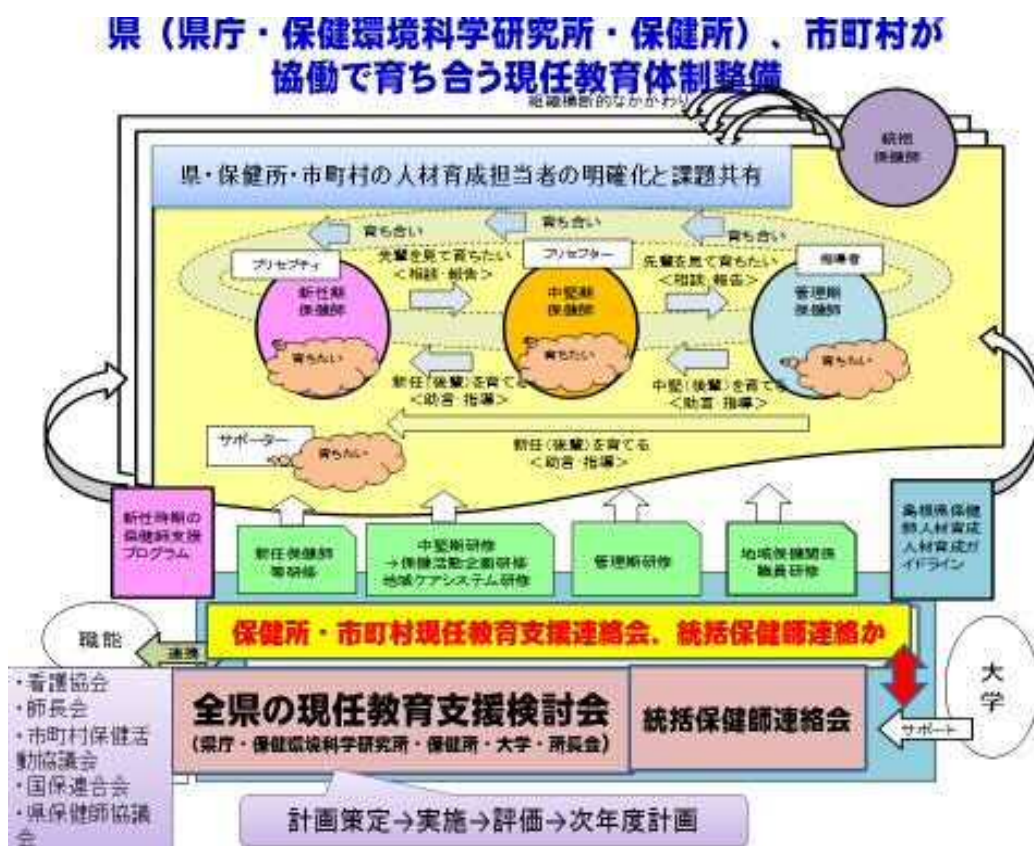 県（県庁・保健環境科学研究所・保健所）、市町村が
協働で育ち合う現任教育体制整備
組織横断的なかかわり
統括
保健師
県・保健所・市町村の人材育成担当者の明確化と課題共有
育ち合い
育ち合い
育ち合い
プリセプティ
先輩を見て育ちたい
＜相談・報告＞
プリセプター
先輩を見て育ちたい
＜相談・報告＞
指導者
新任期
保健師
中堅期
保健師
管理期
保健師
育ちたい
育ちたい
育ちたい
新任（後輩）を育てる
＜助言・指導＞
中堅（後輩）を育てる
＜助言・指導＞
サポーター
育ちたい
新任（後輩）を育てる
＜助言・指導＞
新任時期の
保健師支援
プログラム
新任保健師
等研修
中堅期研修
→保健活動企画研修
地域ケアシステム研修
管理期研修
地域保健関係
職員研修
島根県保健
師人材育成
人材育成ガ
イドライン
職能
連携
保健所・市町村現任教育支援連絡会、統括保健師連絡か
大学
・看護協会
・師長会
・市町村保健活
動協議会
・国保連合会
・県保健師協議
会
全県の現任教育支援検討会
（県庁・保健環境科学研究所・保健所・大学・所長会）
統括保健師連絡会
サポート
計画策定→実施→評価→次年度計画